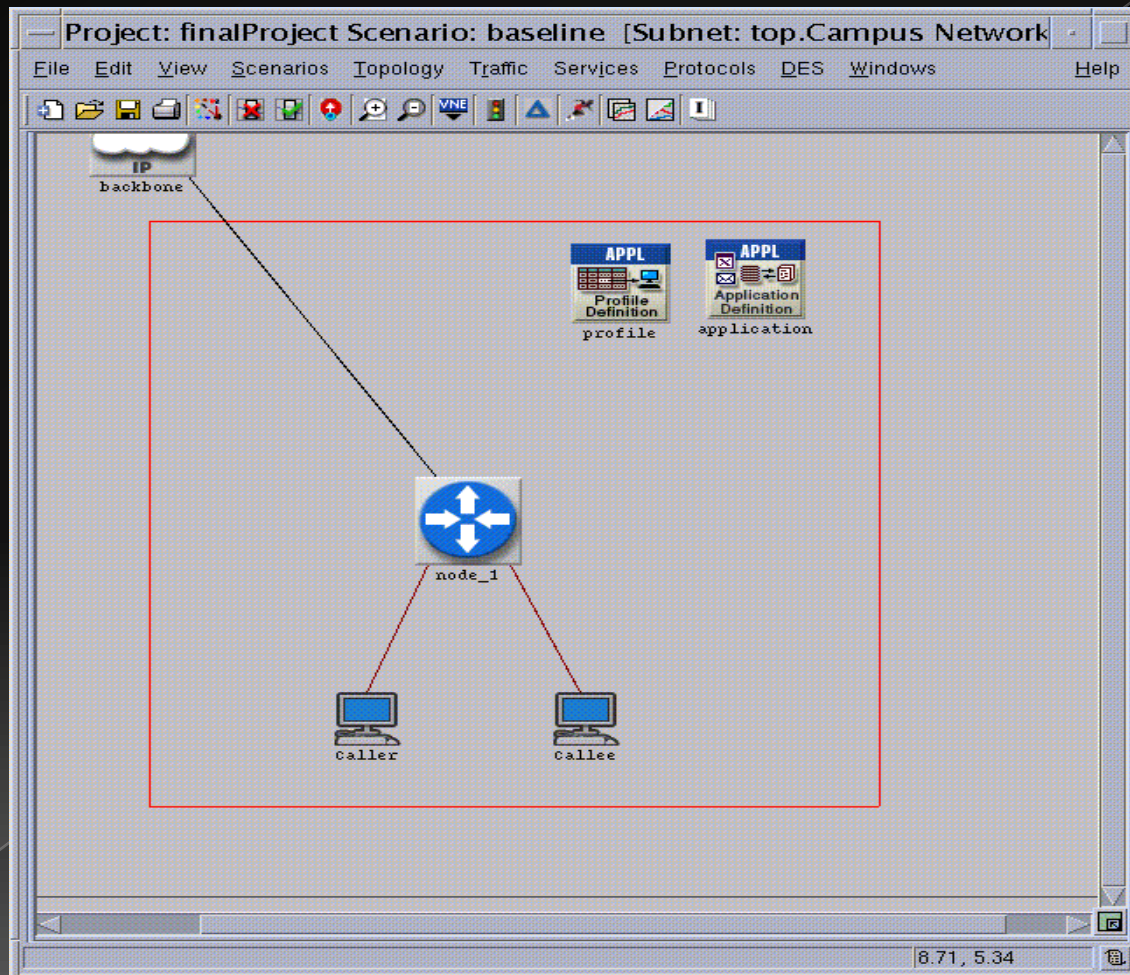 Project: finalProject Scenario: baseline [Subnet: top.Campus Network
File Edit View Scenarios Topology Traffic Services Protocols DES Windows Help
VNE
IP
backbone
APPL
Profiile
Definition
profile
APPL
Application
Definition
application
node_1
caller
callee
8.71, 5.34